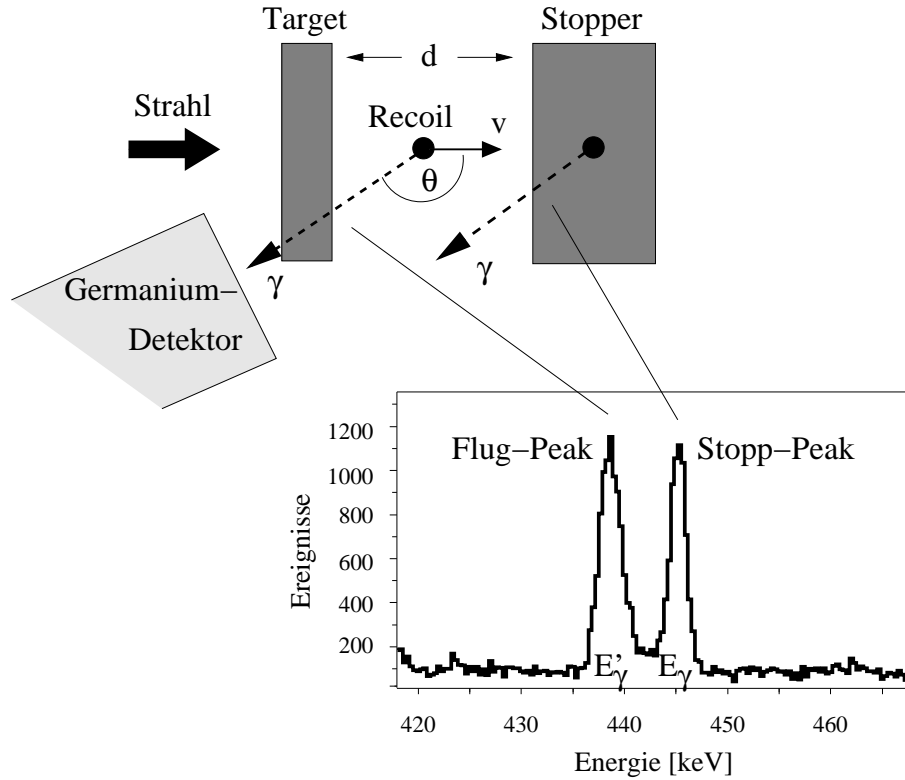 Target
Stopper
d
Strahl
Recoil
v
θ
γ
γ
Germanium–
Detektor
Flug–Peak
Stopp–Peak
Ereignisse
1200
1000
800
600
400
200
E'γ
Eγ
420
430
440
450
460
Energie [keV]